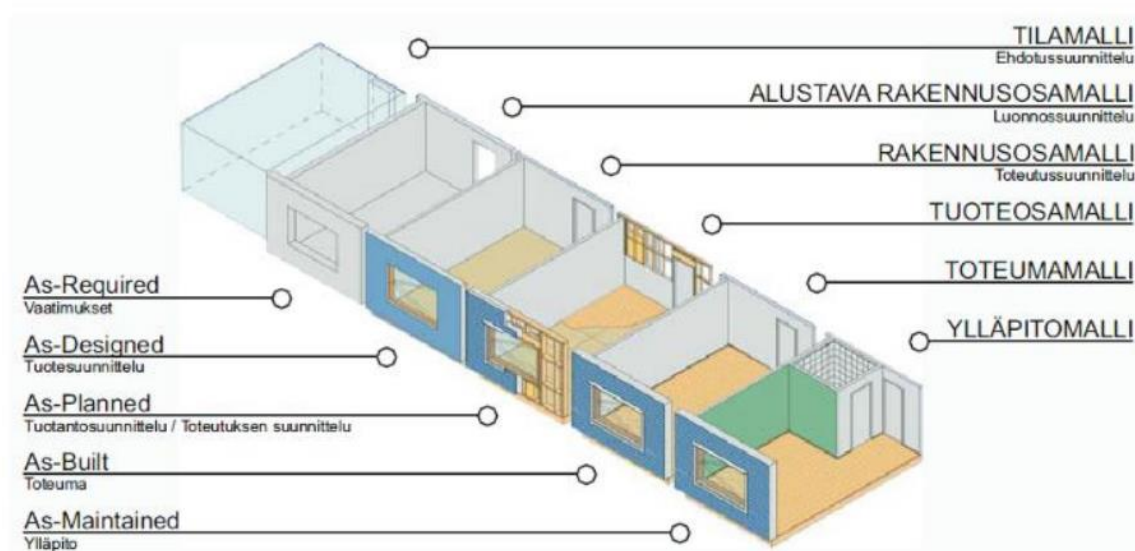 TILAMALLI
Ehdotussuunnittelu
ALUSTAVA RAKENNUSOSAMALLI
Luonnossuunnittelu
RAKENNUSOSAMALLI
Toteutussuunnittelu
TUOTEOSAMALLI
TOTEUMAMALLI
YLLÄPITOMALLI
As-Required
Vaatimukset
As-Designed
Tuotesuunnittelu
As-Planned
Tuotantosuunnittelu / Toteutuksen suunnittelu
As-Built
Toteuma
As-Maintained
Ylläpito